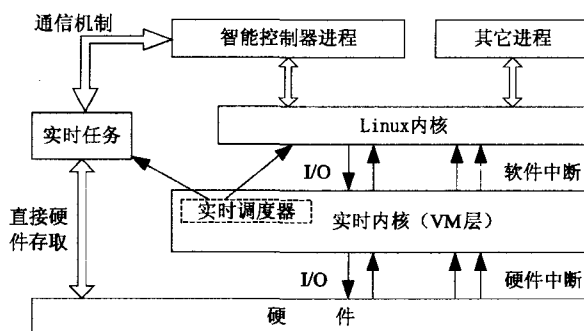 通信机制
智能控制器进程
其它进程
实时任务
Linux内核
I/O
软件中断
直接硬
件存取
实时调度器
实时内核（VM层）
I/O
硬件中断
硬 件